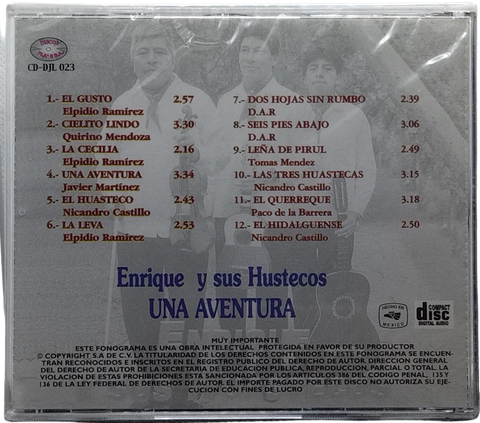 CD-DJL 023
1.- EL GUSTO 2.57
Elpidio Ramírez
2.- CIELITO LINDO 3.30
Quirino Mendoza
3.- LA CECILIA 2.16
Elpidio Ramírez
4.- UNA AVENTURA 3.34
Javier Martínez
5.- EL HUASTECO 2.43
Nicandro Castillo
6.- LA LEVA 2.53
Elpidio Ramirez
7.- DOS HOJAS SIN RUMBO 2.39
D.A.R
8.- SEIS PIES ABAJO 3.06
D.A.R
9.- LEÑA DE PIRUL 2.49
Tomas Mendez
10.- LAS TRES HUASTECAS 3.15
Nicandro Castillo
11.- EL QUERREQUE 3.18
Paco de la Barrera
12.- EL HIDALGUENSE 2.50
Nicandro Castillo
Enrique y sus Hustecos
UNA AVENTURA
HECHO EN
MEXICO
COMPACT
disc
DIGITAL AUDIO
MUY IMPORTANTE
ESTE FONOGRAMA ES UNA OBRA INTELECTUAL PROTEGIDA EN FAVOR DE SU PRODUCTOR
© COPYRIGHT S.A DE C.V LA TITULARIDAD DE LOS DERECHOS CONTENIDOS EN ESTE FONOGRAMA SE ENCUEN-
TRAN RECONOCIDOS E INSCRITOS EN EL REGISTRO PUBLICO DEL DERECHO DE AUTOR. DIRECCION GENERAL
DEL DERECHO DE AUTOR DE LA SECRETARIA DE EDUCACION PUBLICA, REPRODUCCION, PARCIAL O TOTAL. LA
VIOLACION DE ESTAS PROHIBICIONES ESTA SANCIONADA POR LOS ARTICULOS 386 DEL CODIGO PENAL, 135 Y
136 DE LA LEY FEDERAL DE DERECHOS DE AUTOR. EL IMPORTE PAGADO POR ESTE DISCO NO AUTORIZA SU EJE-
CUCION CON FINES DE LUCRO